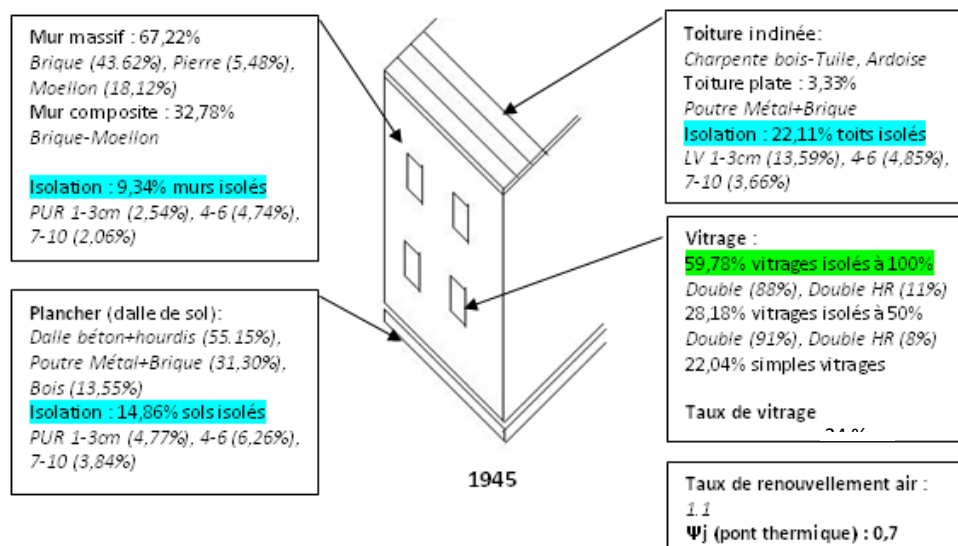 Mur massif : 67,22%
Brique (43.62%), Pierre (5,48%),
Moellon (18,12%)
Mur composite : 32,78%
Brique-Moellon
Isolation : 9,34% murs isolés
PUR 1-3cm (2,54%), 4-6 (4,74%),
7-10 (2,06%)
Plancher (dalle de sol):
Dalle béton+hourdis (55.15%),
Poutre Métal+Brique (31,30%),
Bois (13,55%)
Isolation : 14,86% sols isolés
PUR 1-3cm (4,77%), 4-6 (6,26%),
7-10 (3,84%)
1945
Toiture indinée:
Charpente bois-Tuile, Ardoise
Toiture plate : 3,33%
Poutre Métal+Brique
Isolation : 22,11% toits isolés
LV 1-3cm (13,59%), 4-6 (4,85%),
7-10 (3,66%)
Vitrage :
59,78% vitrages isolés à 100%
Double (88%), Double HR (11%)
28,18% vitrages isolés à 50%
Double (91%), Double HR (8%)
22,04% simples vitrages
Taux de vitrage
Taux de renouvellement air :
1.1
Ψj (pont thermique) : 0,7